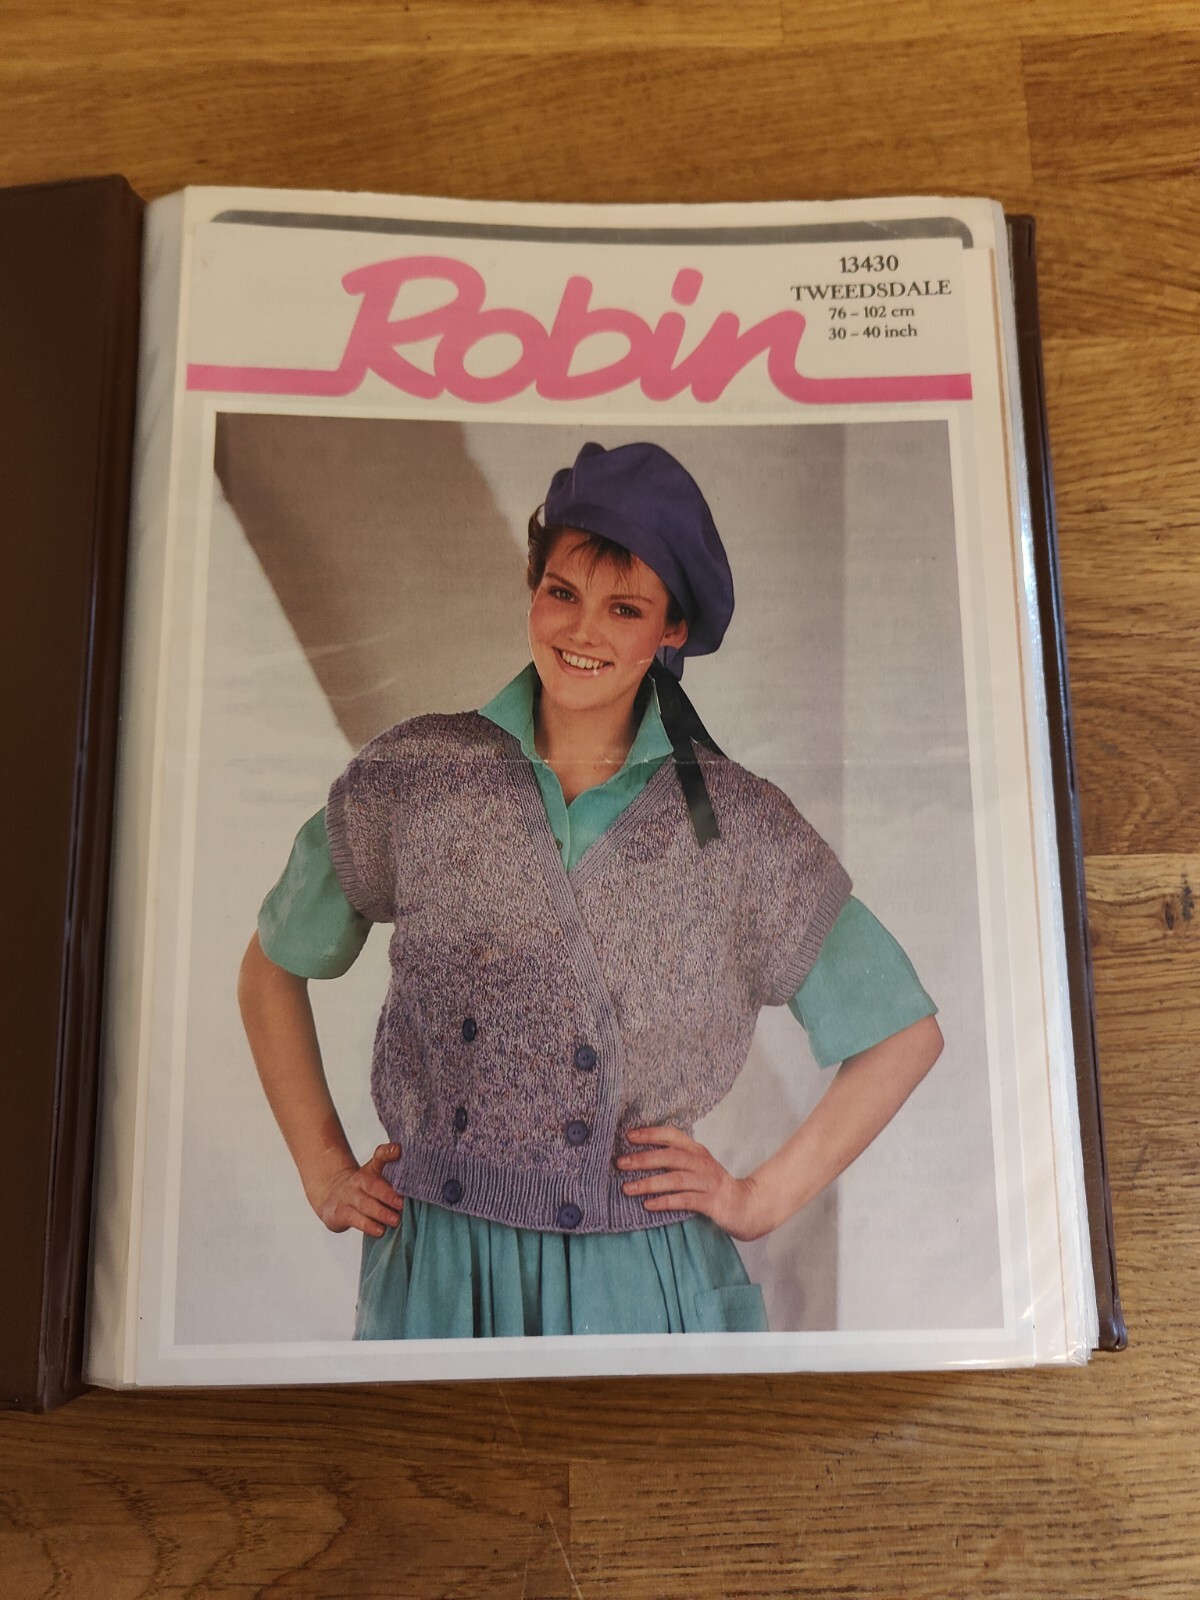 Robin
13430
TWEEDSDALE
76 – 102 cm
30 – 40 inch